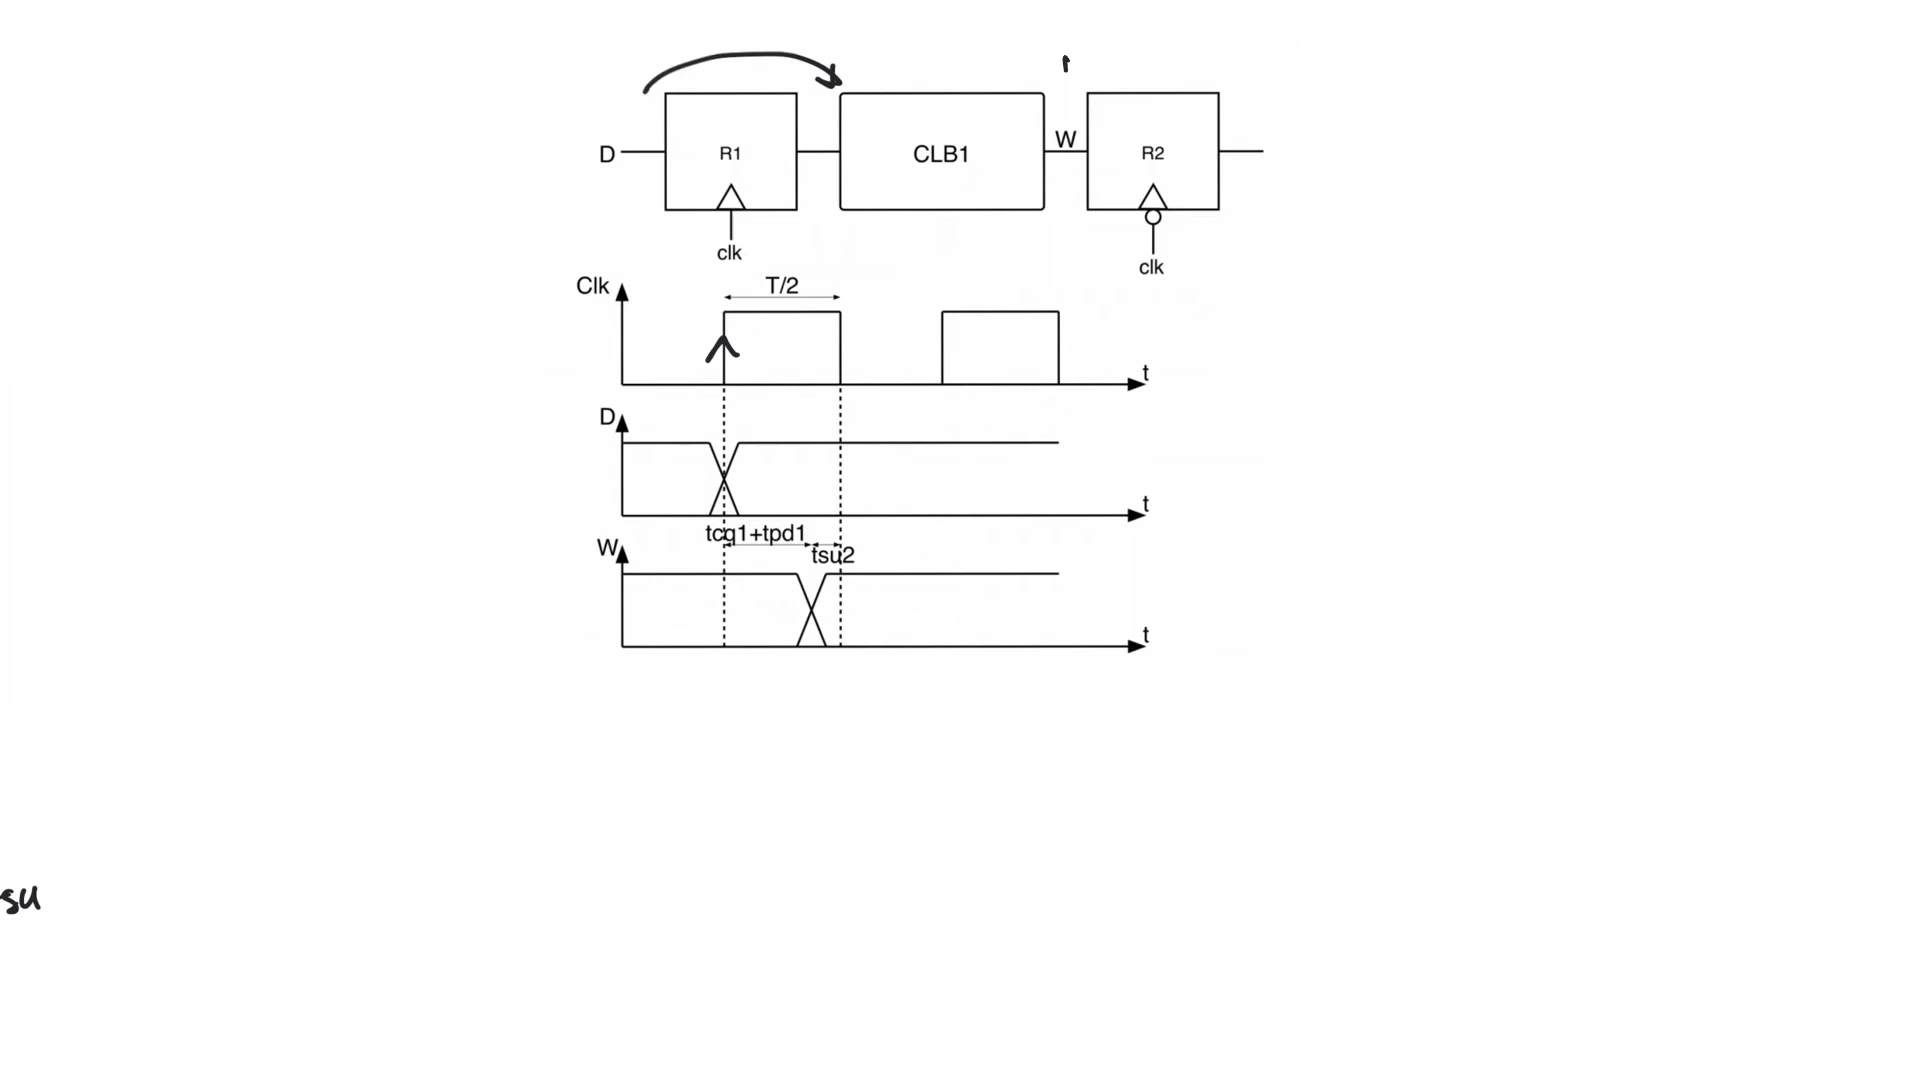 D R1 CLB1 W R2
clk
clk
Clk T/2
t
D
t
tcq1+tpd1
W tsu2
t
su